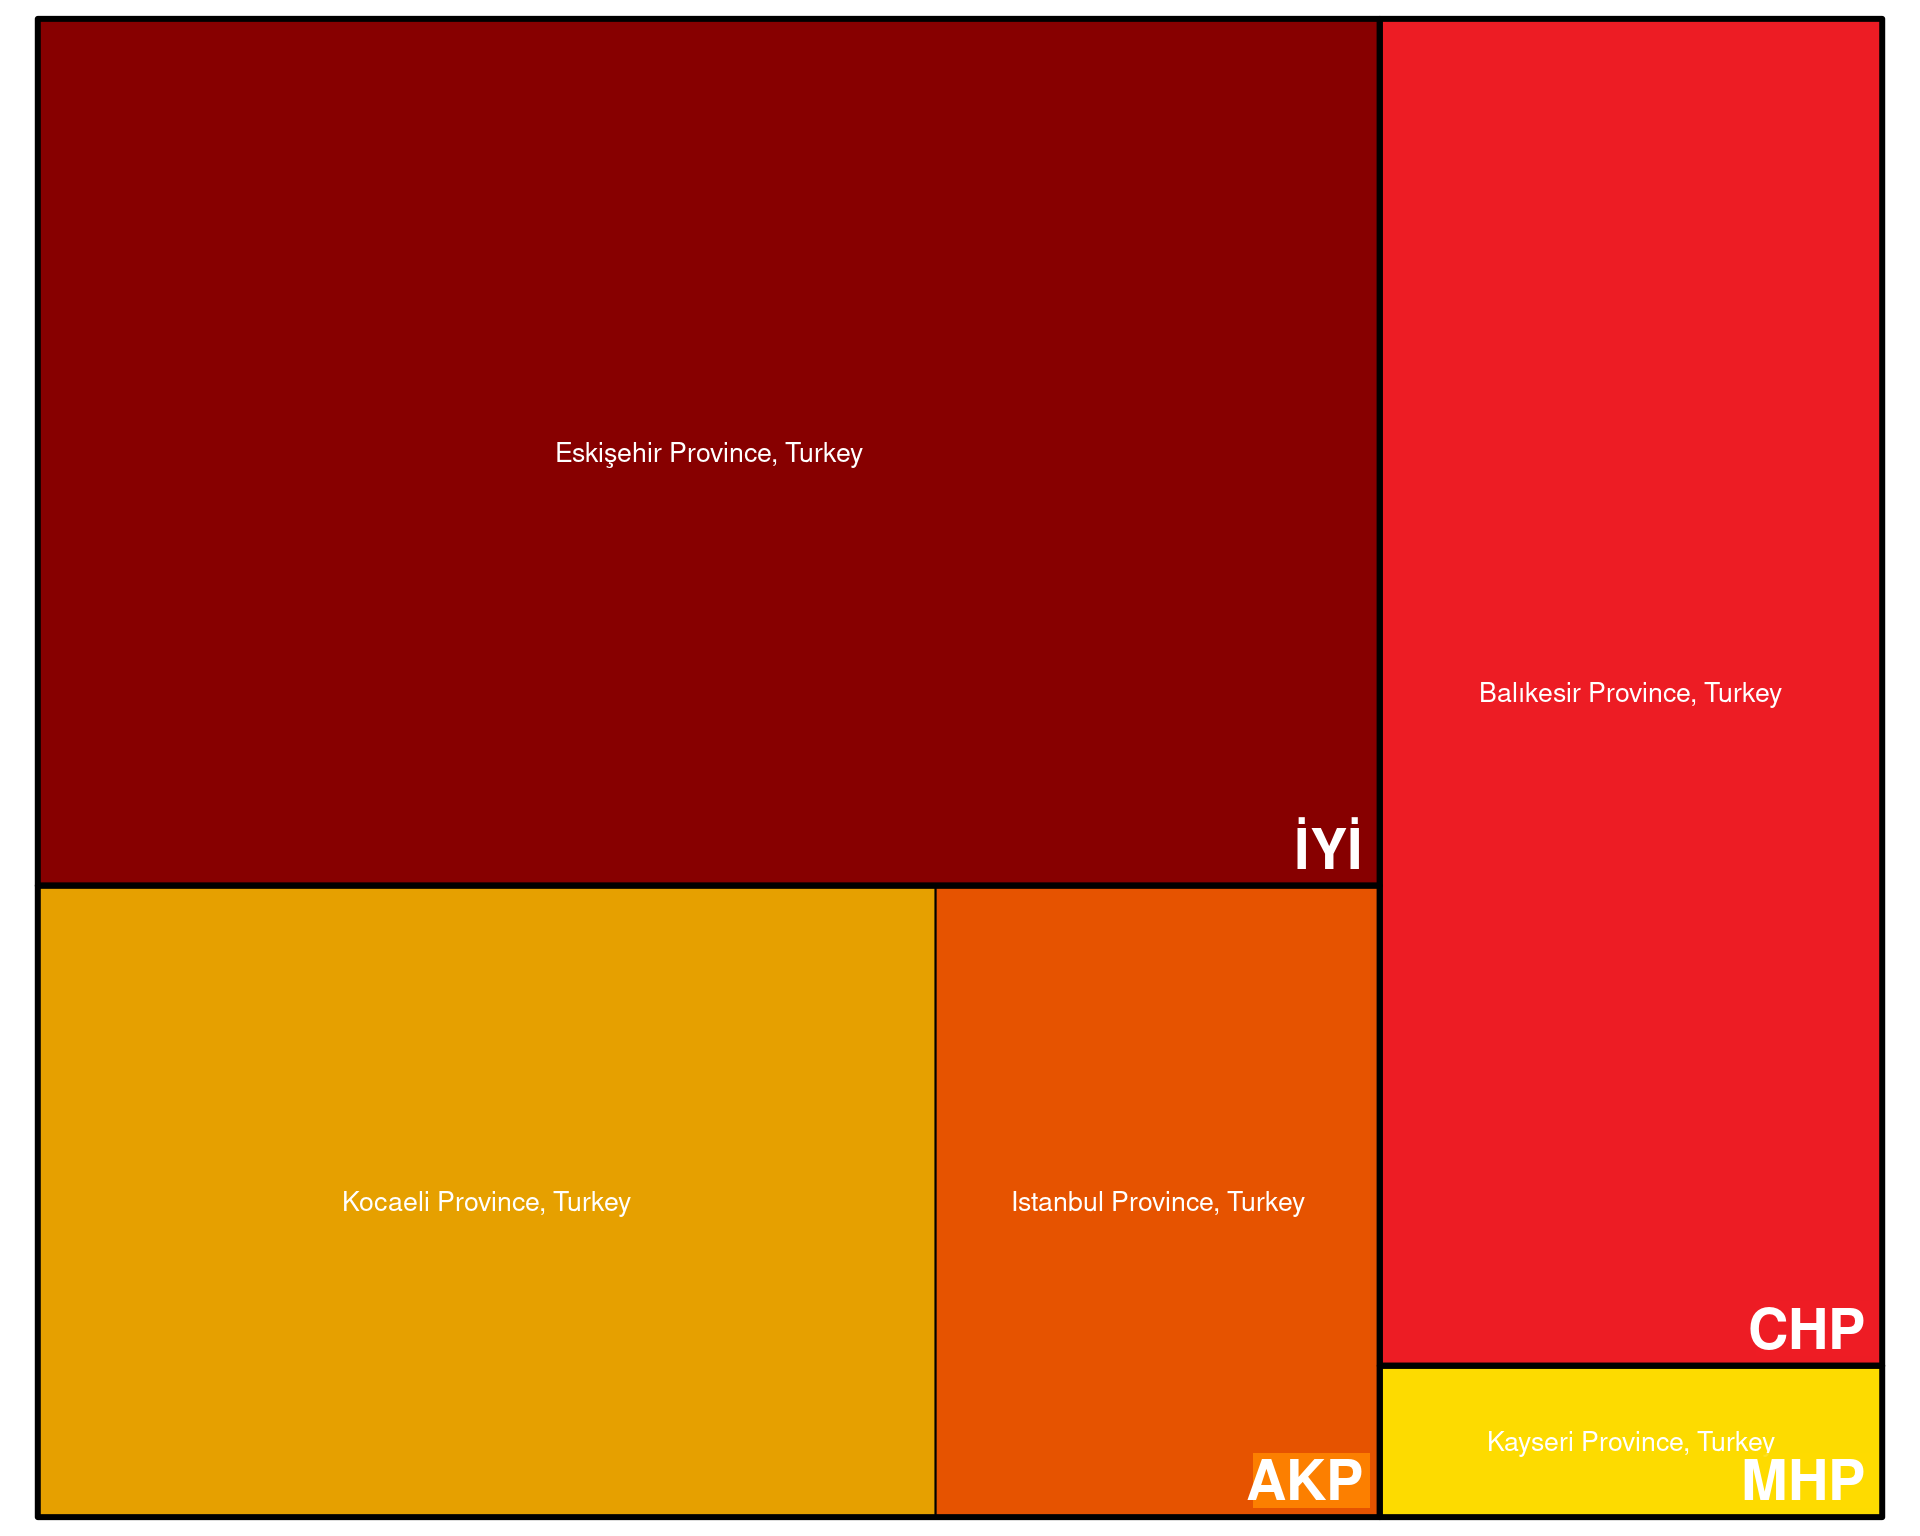 Eskişehir Province, Turkey
İYİ
Balıkesir Province, Turkey
CHP
Kocaeli Province, Turkey
Istanbul Province, Turkey
AKP
Kayseri Province, Turkey
MHP